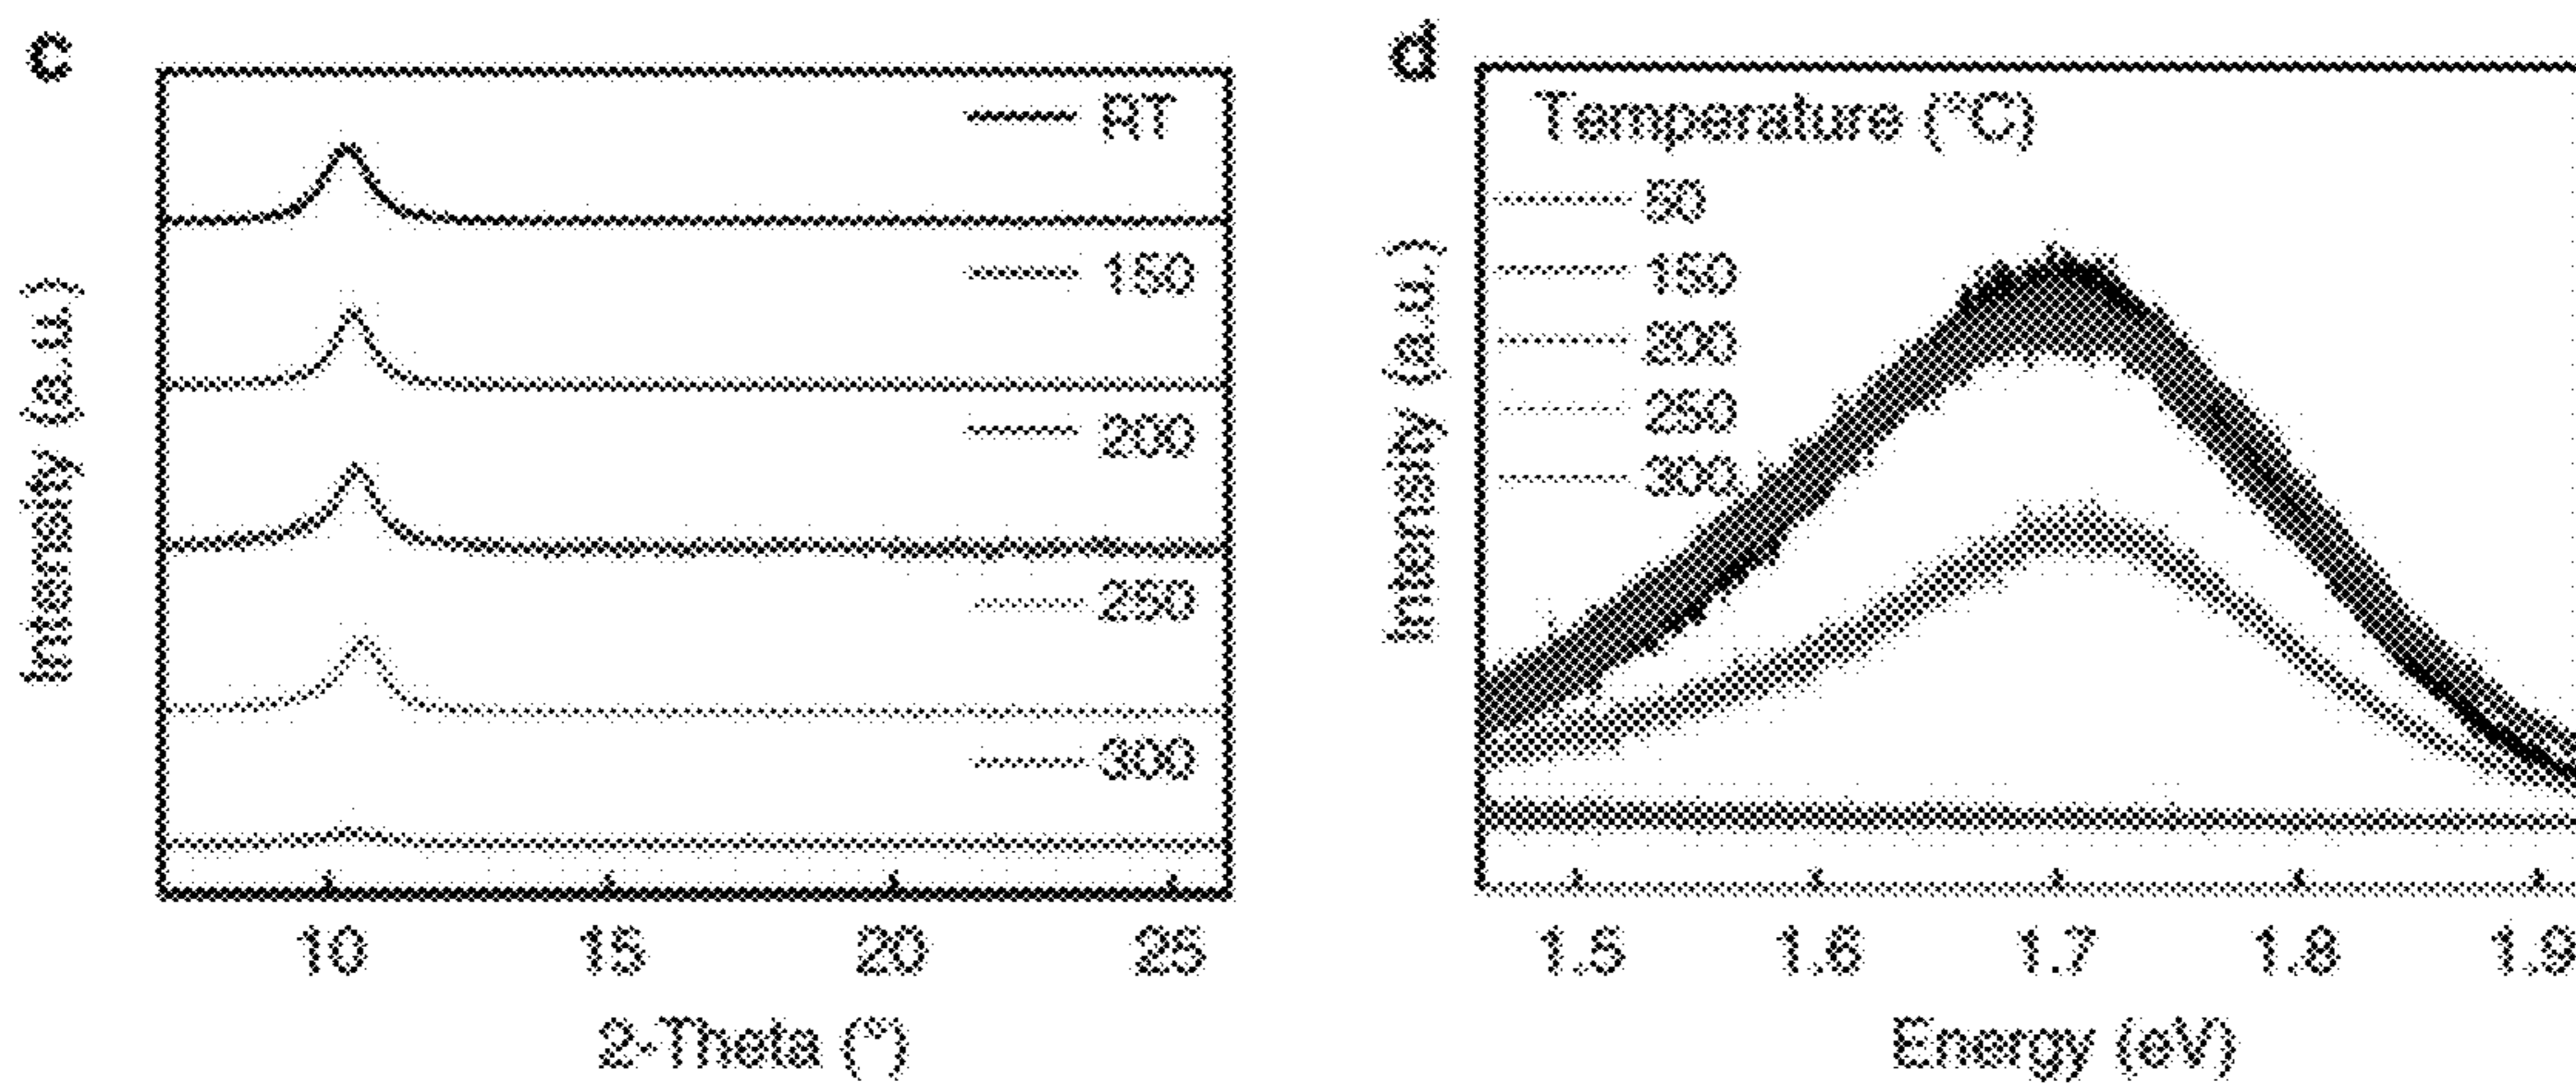 c
RT
150
200
250
300
10 15 20 25
2-Theta (°)
Intensity (a.u.)
d
Temperature (°C)
50
150
200
250
300
1.5 1.6 1.7 1.8 1.9
Energy (eV)
Intensity (a.u.)